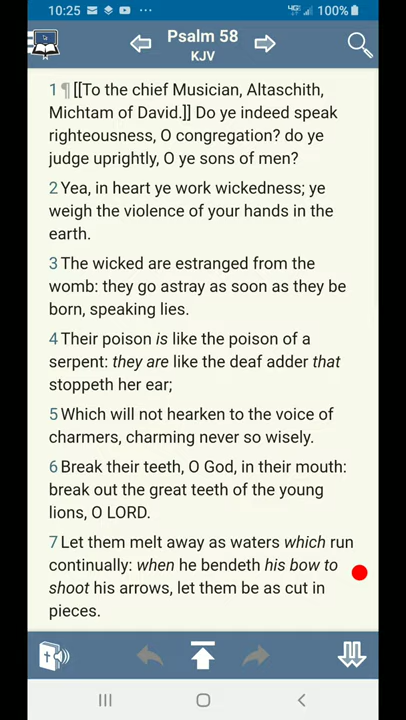 10:25
100%
Psalm 58
KJV
1 ¶ [[To the chief Musician, Altaschith,
Michtam of David.]] Do ye indeed speak
righteousness, O congregation? do ye
judge uprightly, O ye sons of men?
2 Yea, in heart ye work wickedness; ye
weigh the violence of your hands in the
earth.
3 The wicked are estranged from the
womb: they go astray as soon as they be
born, speaking lies.
4 Their poison is like the poison of a
serpent: they are like the deaf adder that
stoppeth her ear;
5 Which will not hearken to the voice of
charmers, charming never so wisely.
6 Break their teeth, O God, in their mouth:
break out the great teeth of the young
lions, O LORD.
7 Let them melt away as waters which run
continually: when he bendeth his bow to
shoot his arrows, let them be as cut in
pieces.